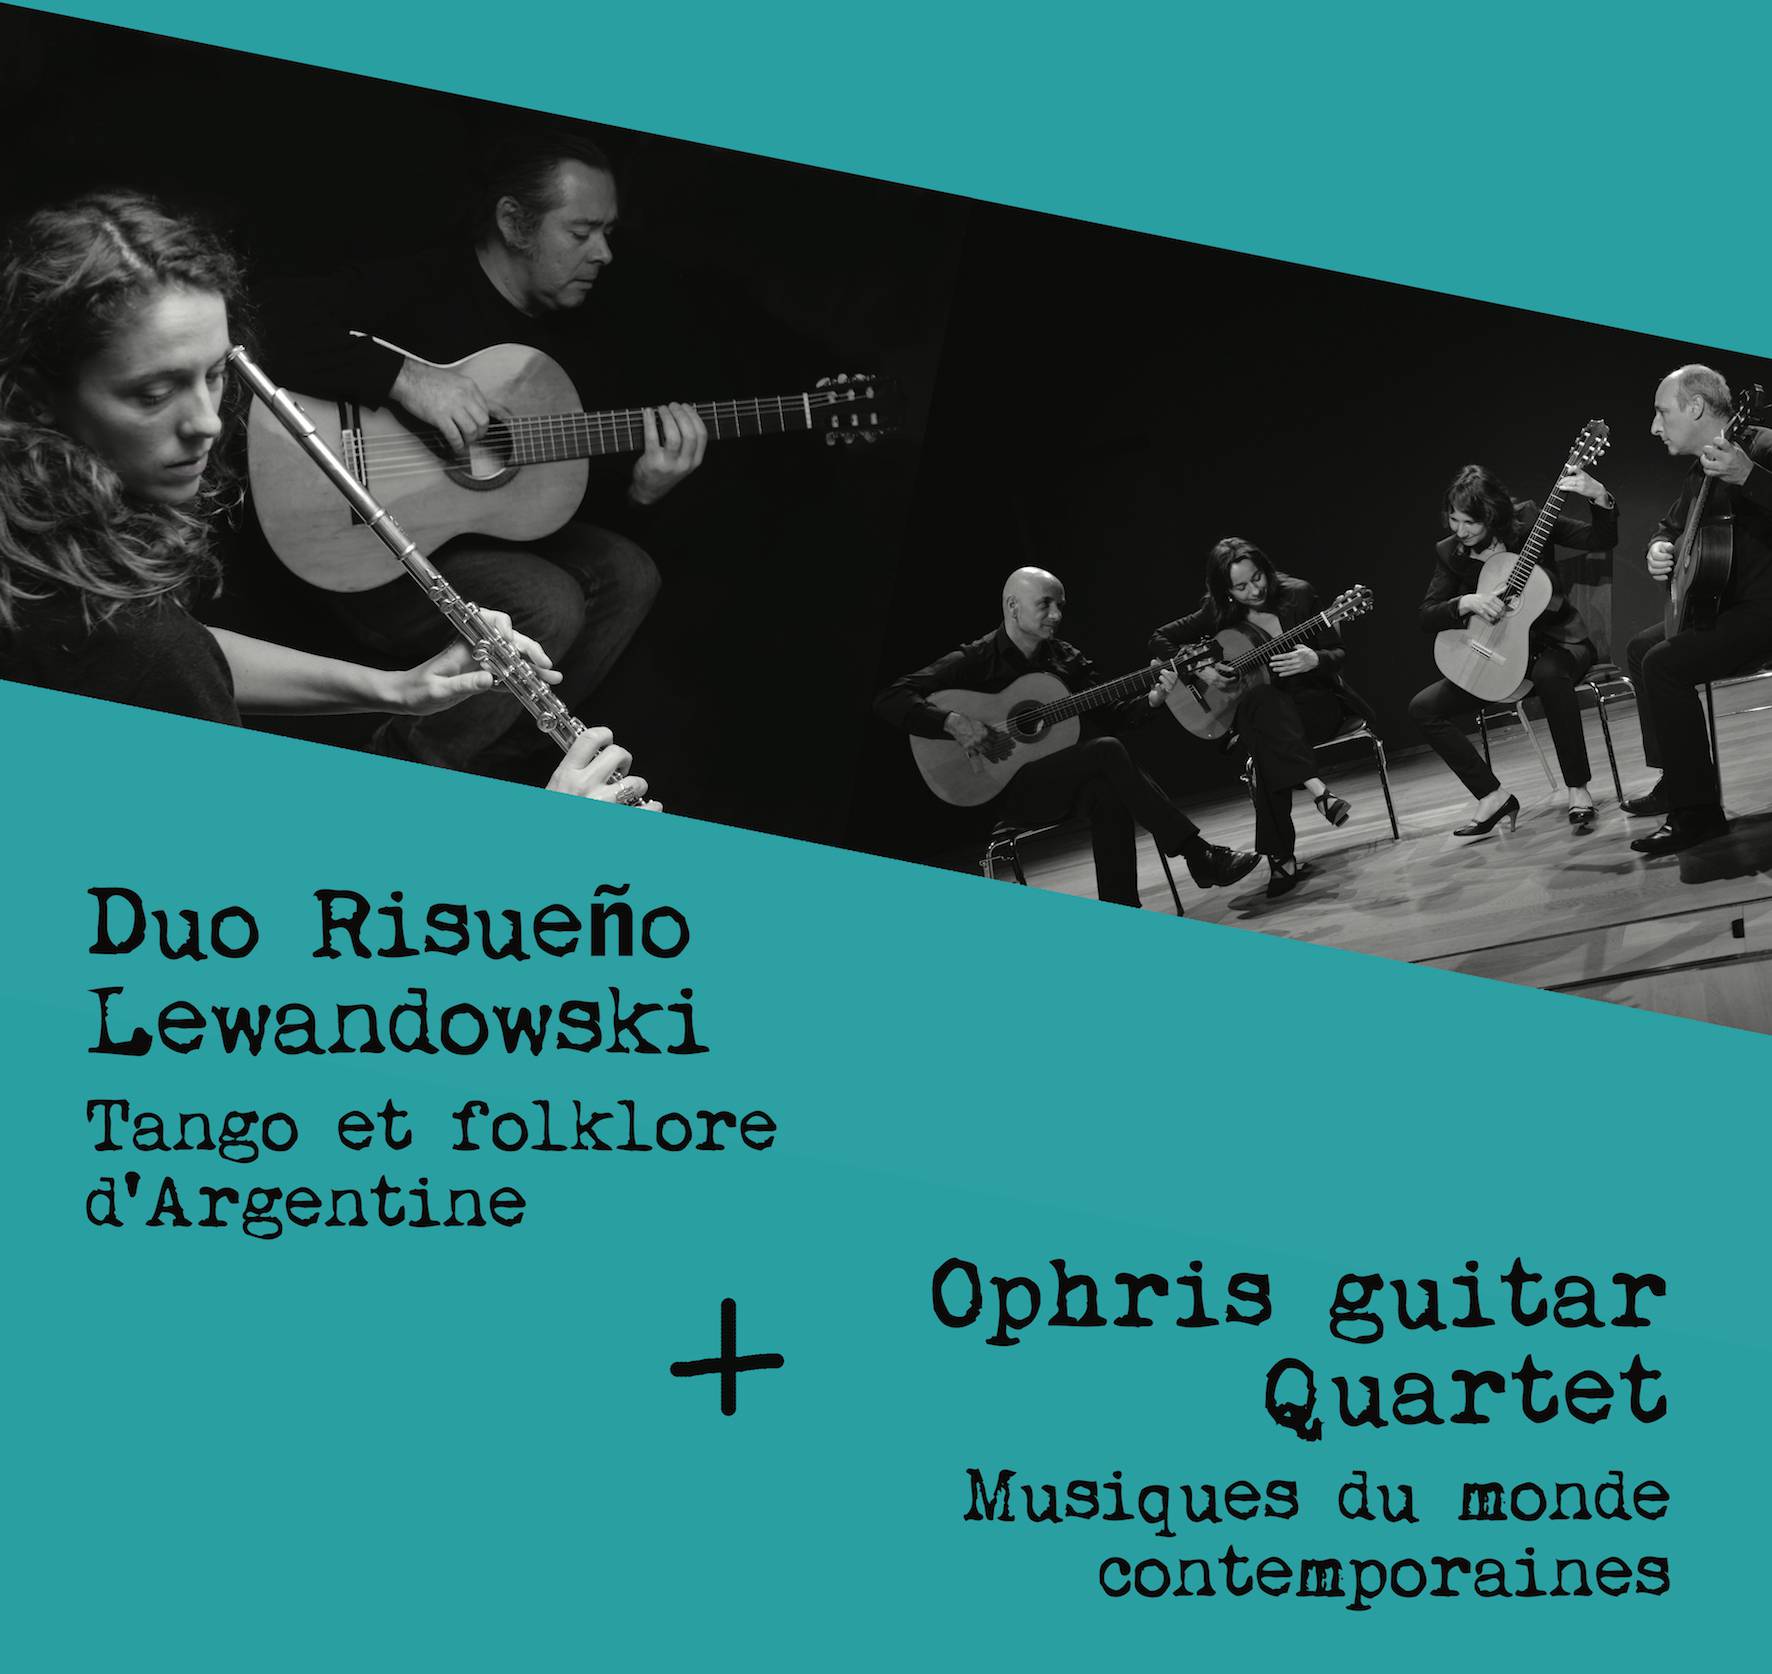 Duo Risueño
Lewandowski
Tango et folklore
d'Argentine
+
Ophris guitar
Quartet
Musiques du monde
contemporaines